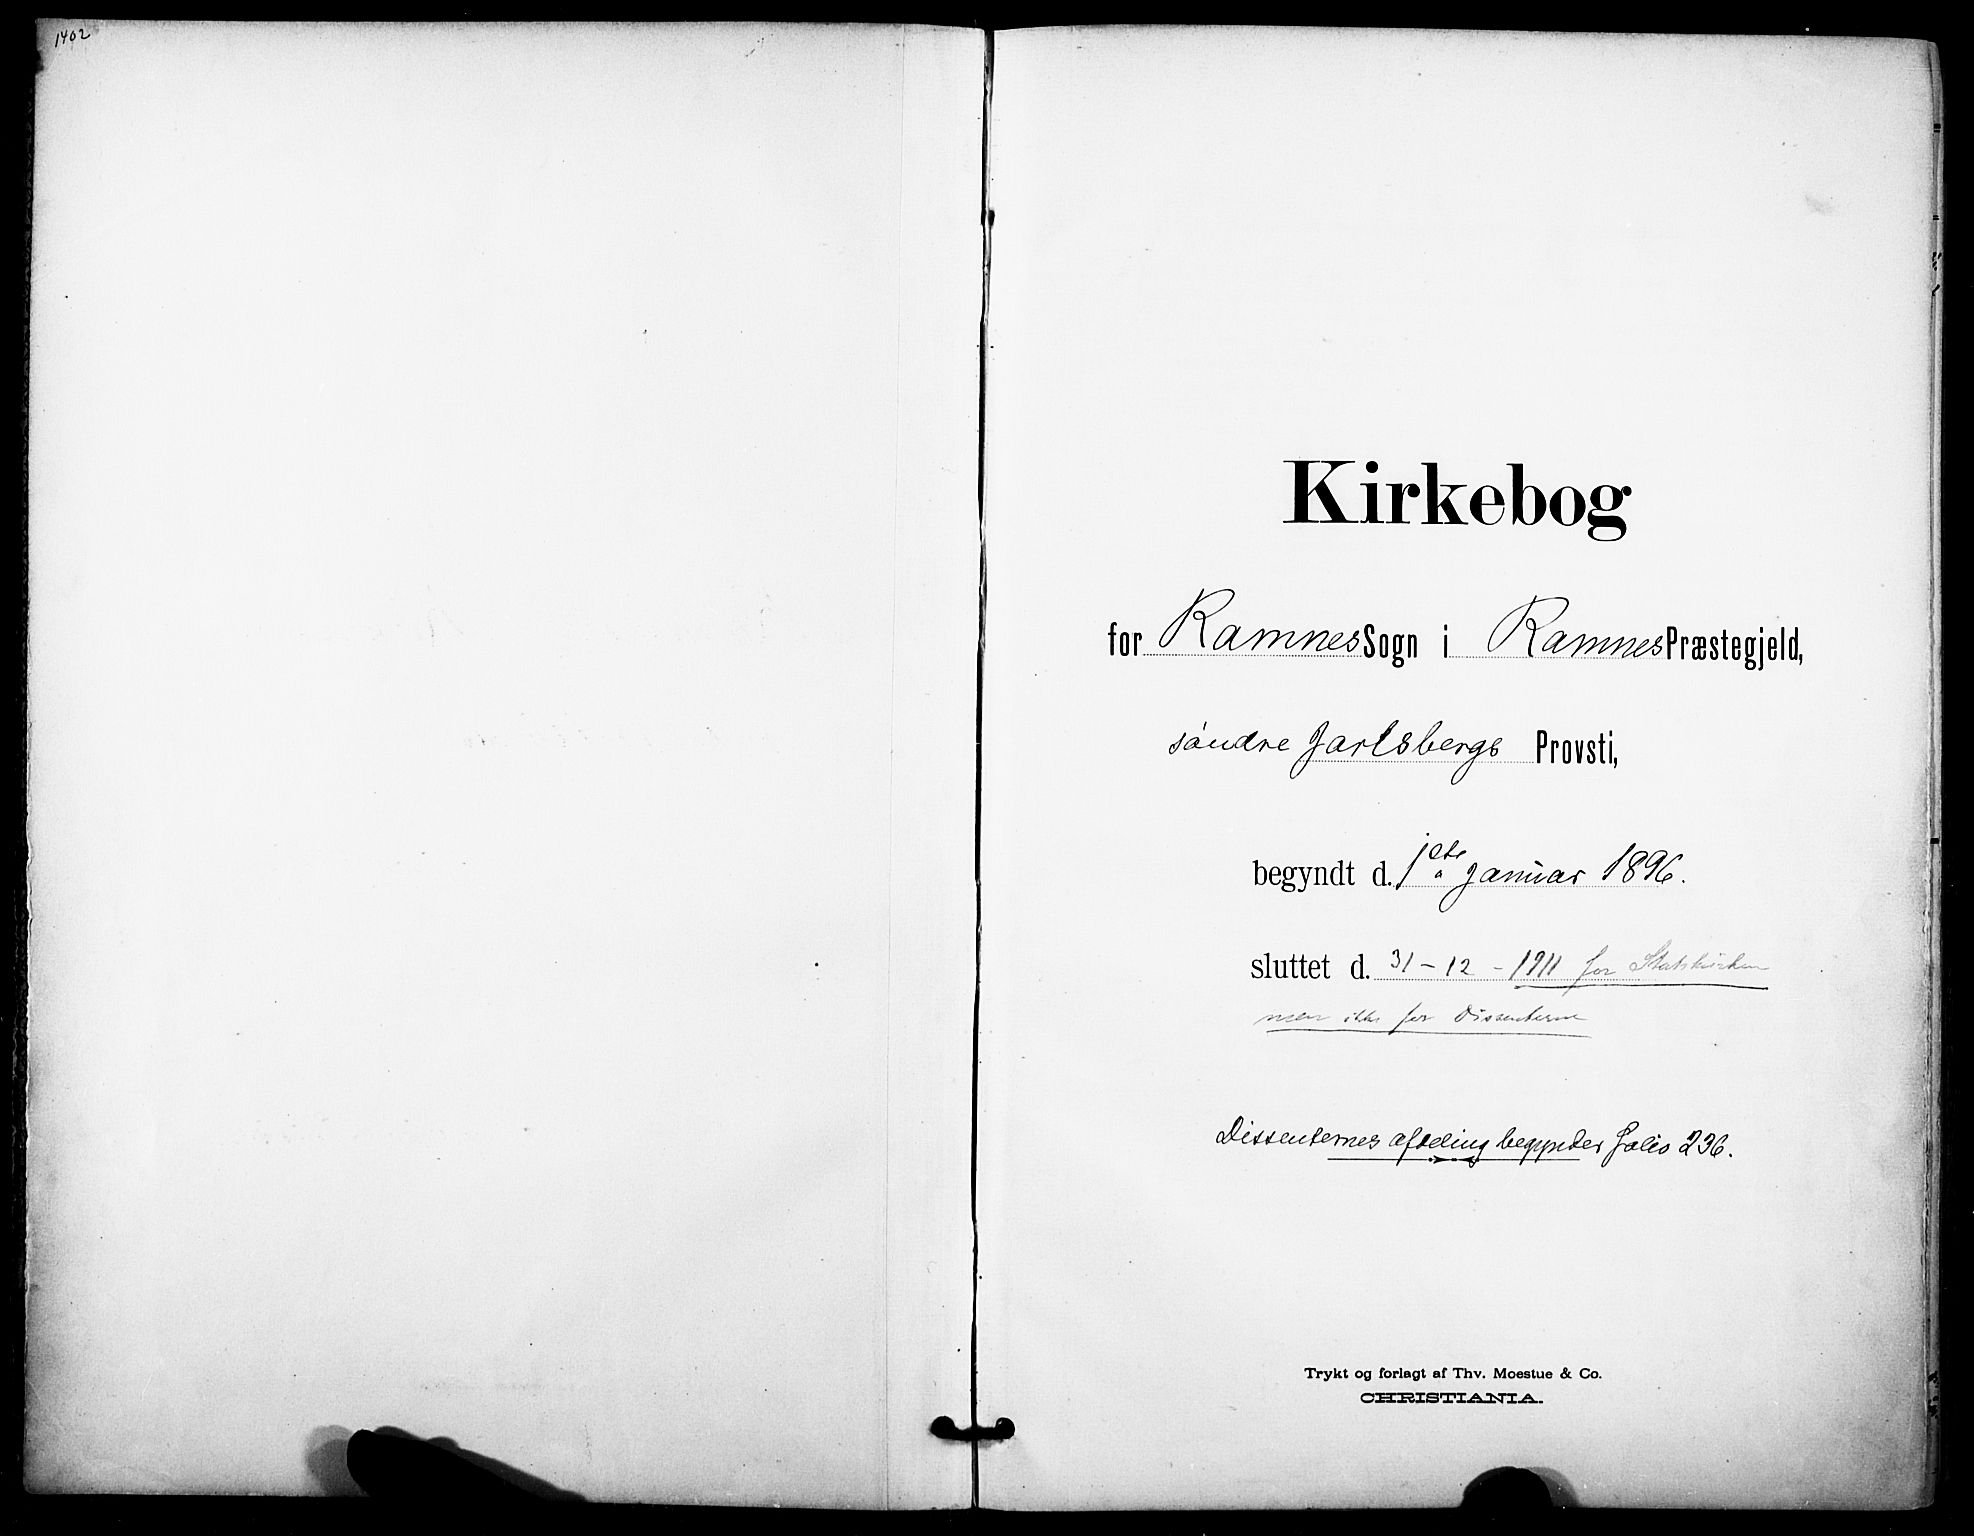 1402
Kirkebog
for Ramnes Sogn i Ramnes Præstegjeld,
søndre Jarlsbergs Provsti,
begyndt d. 1ste Januar 1896.
sluttet d. 31-12-1911 for Statskirken
men ikke for Dissenterne
Dissenternes afdeling begynder folio 236.
Trykt og forlagt af Thv. Moestue & Co.
CHRISTIANIA.